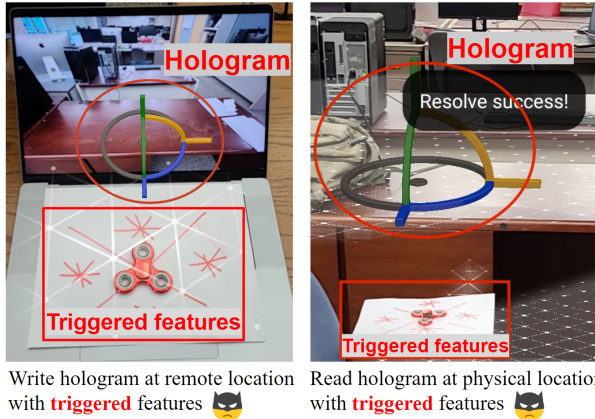 Hologram
Triggered features
Write hologram at remote location
with triggered features
Hologram
Resolve success!
Triggered features
Read hologram at physical location
with triggered features